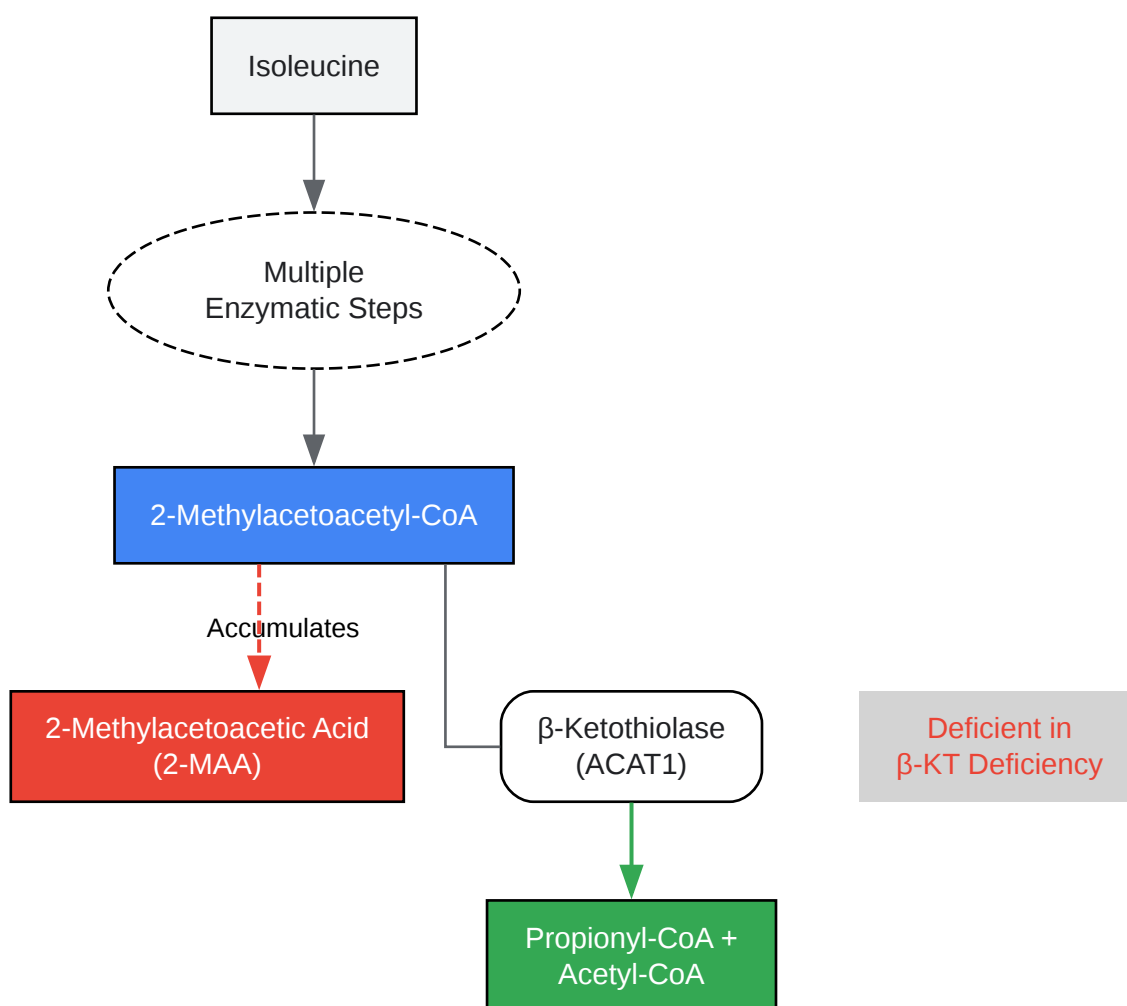 Isoleucine
Multiple
Enzymatic Steps
2-Methylacetoacetyl-CoA
Accumulates
2-Methylacetoacetic Acid
(2-MAA)
β-Ketothiolase
(ACAT1)
Deficient in
β-KT Deficiency
Propionyl-CoA +
Acetyl-CoA